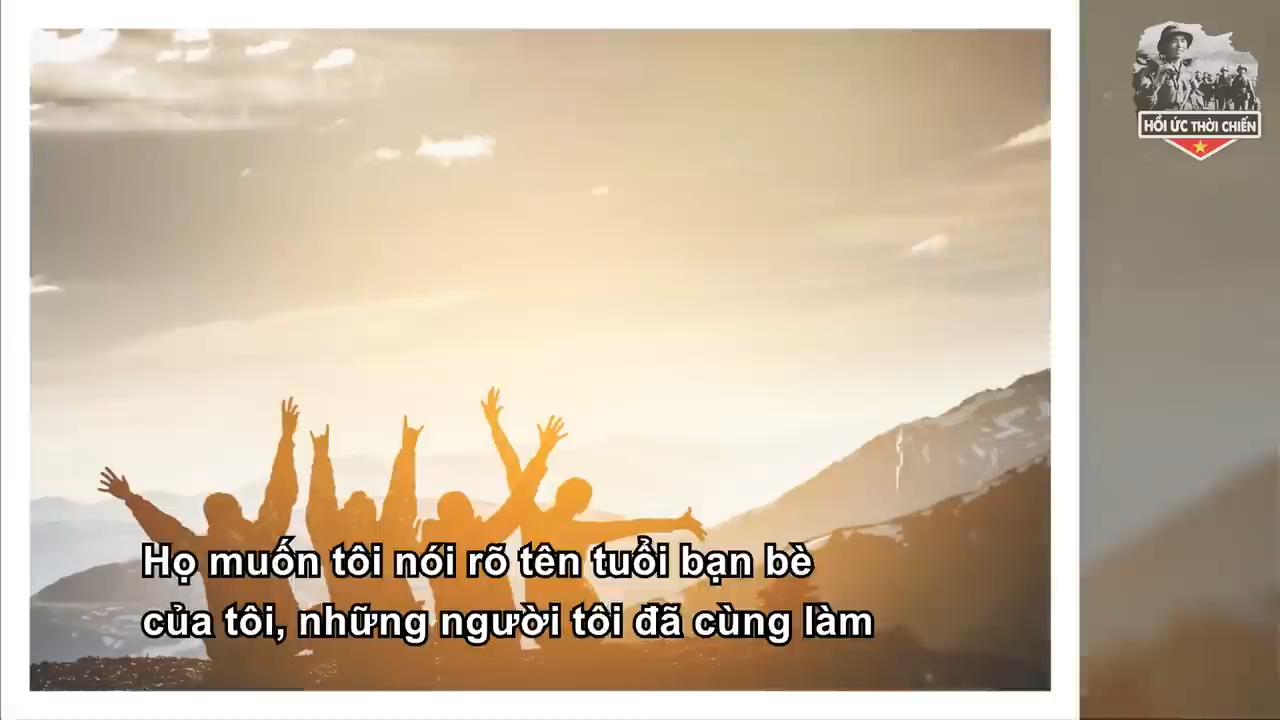 HỒI ỨC THỜI CHIẾN
Họ muốn tôi nói rõ tên tuổi bạn bè
của tôi, những người tôi đã cùng làm